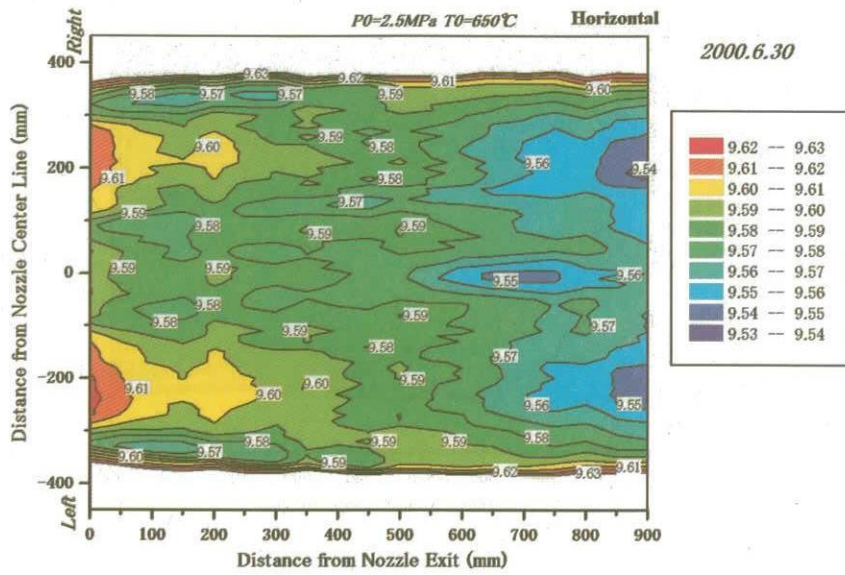 P0=2.5MPa T0=650℃ Horizontal
2000.6.30
Right
400
200
0
-200
-400
Left
Distance from Nozzle Center Line (mm)
0 100 200 300 400 500 600 700 800 900
Distance from Nozzle Exit (mm)
9.63 9.62 9.61
9.58 9.57 9.57 9.59 9.60
9.60 9.59 9.58 9.56
9.61 9.58 9.54
9.59 9.57
9.58 9.59 9.59
9.59 9.59 9.55 9.56
9.58 9.59 9.57
9.58 9.59
9.58 9.57
9.61 9.60 9.60 9.59
9.56 9.55
9.58 9.59 9.59 9.58
9.60 9.57 9.59
9.62 9.63 9.61
9.62 -- 9.63
9.61 -- 9.62
9.60 -- 9.61
9.59 -- 9.60
9.58 -- 9.59
9.57 -- 9.58
9.56 -- 9.57
9.55 -- 9.56
9.54 -- 9.55
9.53 -- 9.54